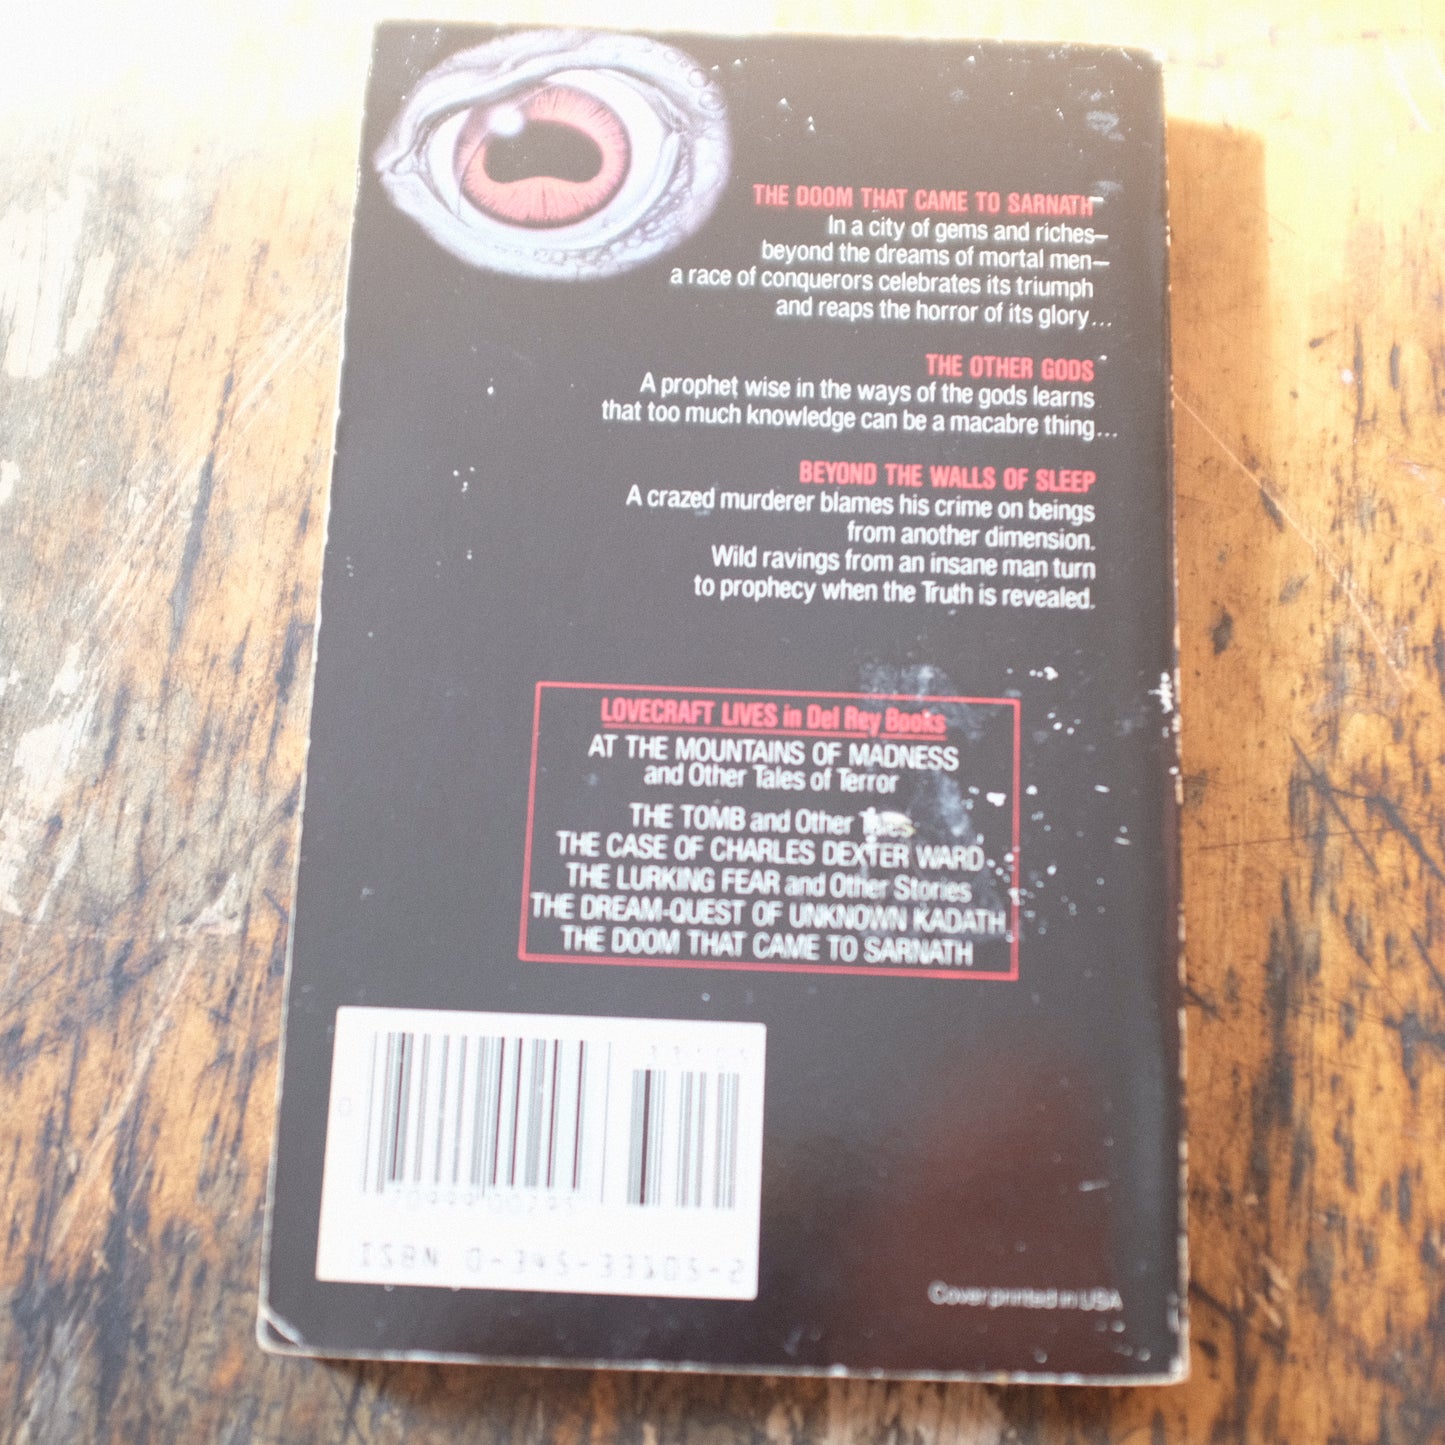 THE DOOM THAT CAME TO SARNATH
In a city of gems and riches—
beyond the dreams of mortal men—
a race of conquerors celebrates its triumph
and reaps the horror of its glory...
THE OTHER GODS
A prophet wise in the ways of the gods learns
that too much knowledge can be a macabre thing...
BEYOND THE WALLS OF SLEEP
A crazed murderer blames his crime on beings
from another dimension.
Wild ravings from an insane man turn
to prophecy when the Truth is revealed.
LOVECRAFT LIVES in Del Rey Books
AT THE MOUNTAINS OF MADNESS
and Other Tales of Terror
THE TOMB and Other Tales
THE CASE OF CHARLES DEXTER WARD
THE LURKING FEAR and Other Stories
THE DREAM-QUEST OF UNKNOWN KADATH
THE DOOM THAT CAME TO SARNATH
ISBN 0-345-33105-2
Cover printed in USA